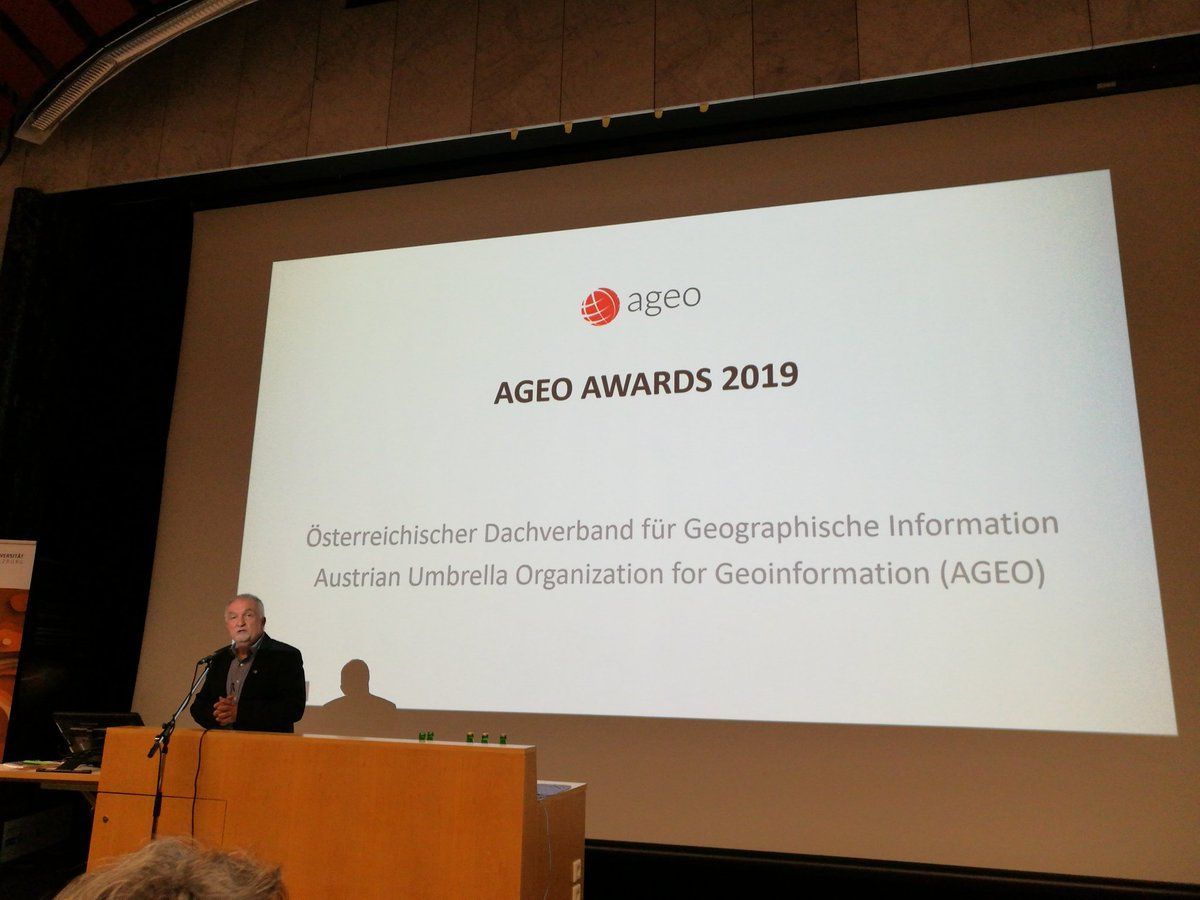 ageo
AGEO AWARDS 2019
Österreichischer Dachverband für Geographische Information
Austrian Umbrella Organization for Geoinformation (AGEO)